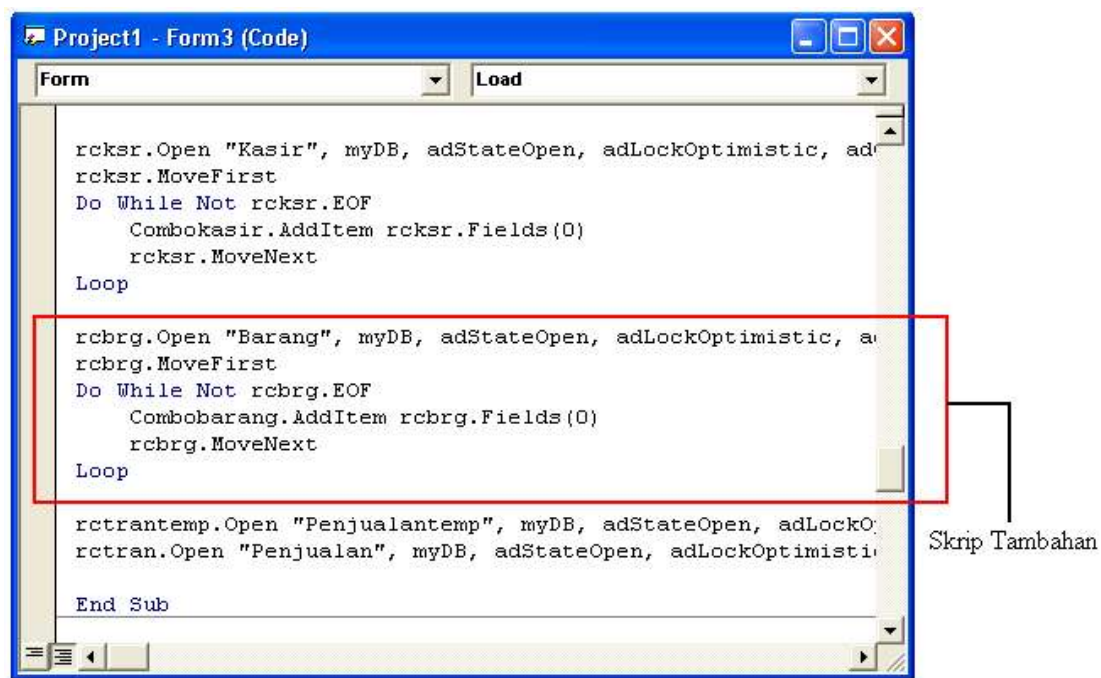 Project1 - Form3 (Code)
Form Load
rcksr.Open "Kasir", myDB, adStateOpen, adLockOptimistic,
rcksr.MoveFirst
Do While Not rcksr.EOF
Combokasir.AddItem rcksr.Fields(0)
rcksr.MoveNext
Loop
rcbrg.Open "Barang", myDB, adStateOpen, adLockOptimistic,
rcbrg.MoveFirst
Do While Not rcbrg.EOF
Combobarang.AddItem rcbrg.Fields(0)
rcbrg.MoveNext
Loop
rctrantemp.Open "Penjualantemp", myDB, adStateOpen,
rctran.Open "Penjualan", myDB, adStateOpen,
Skrip Tambahan
End Sub